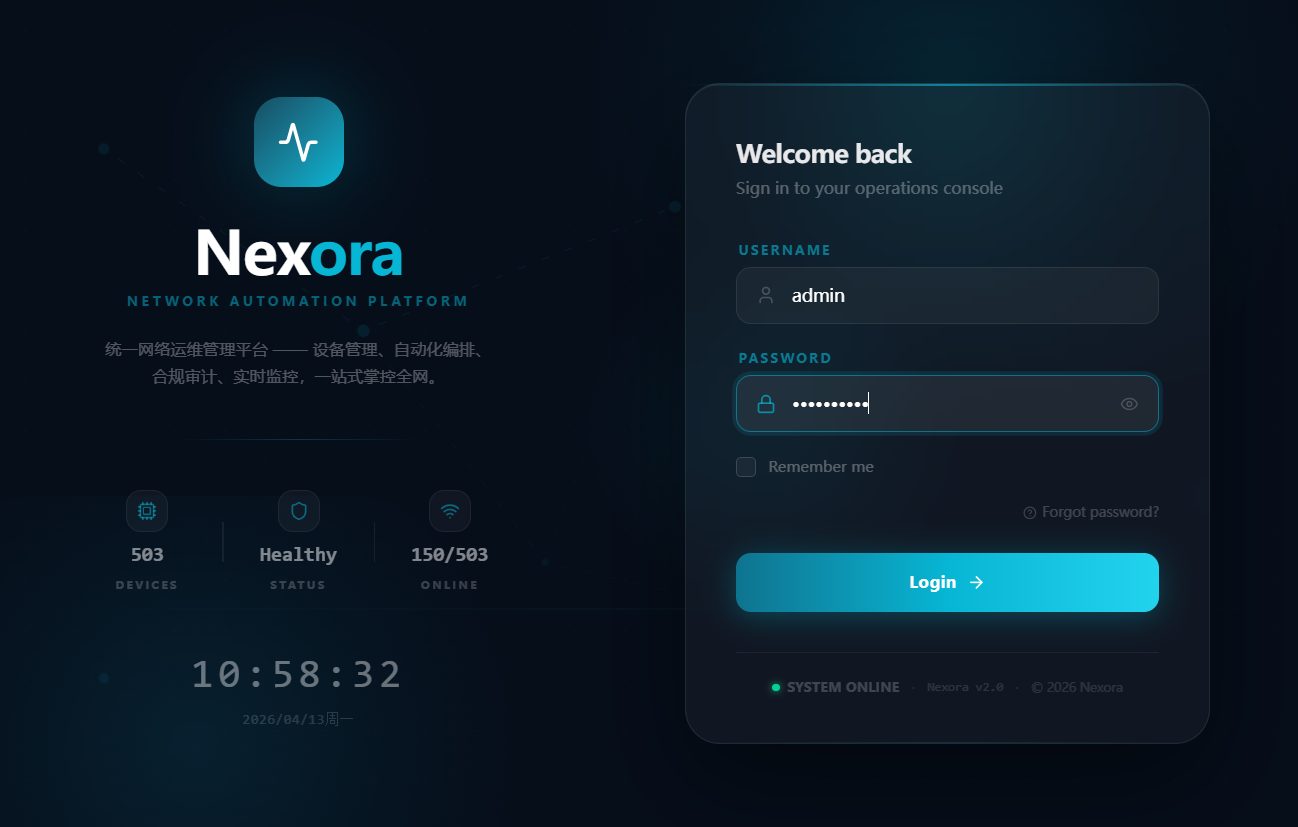 Nexora
NETWORK AUTOMATION PLATFORM
统一网络运维管理平台 —— 设备管理、自动化编排、
合规审计、实时监控，一站式掌控全网。
503
DEVICES
Healthy
STATUS
150/503
ONLINE
10:58:32
2026/04/13周一
Welcome back
Sign in to your operations console
USERNAME
admin
PASSWORD
••••••••••
Remember me
Forgot password?
Login →
SYSTEM ONLINE · Nexora v2.0 · © 2026 Nexora